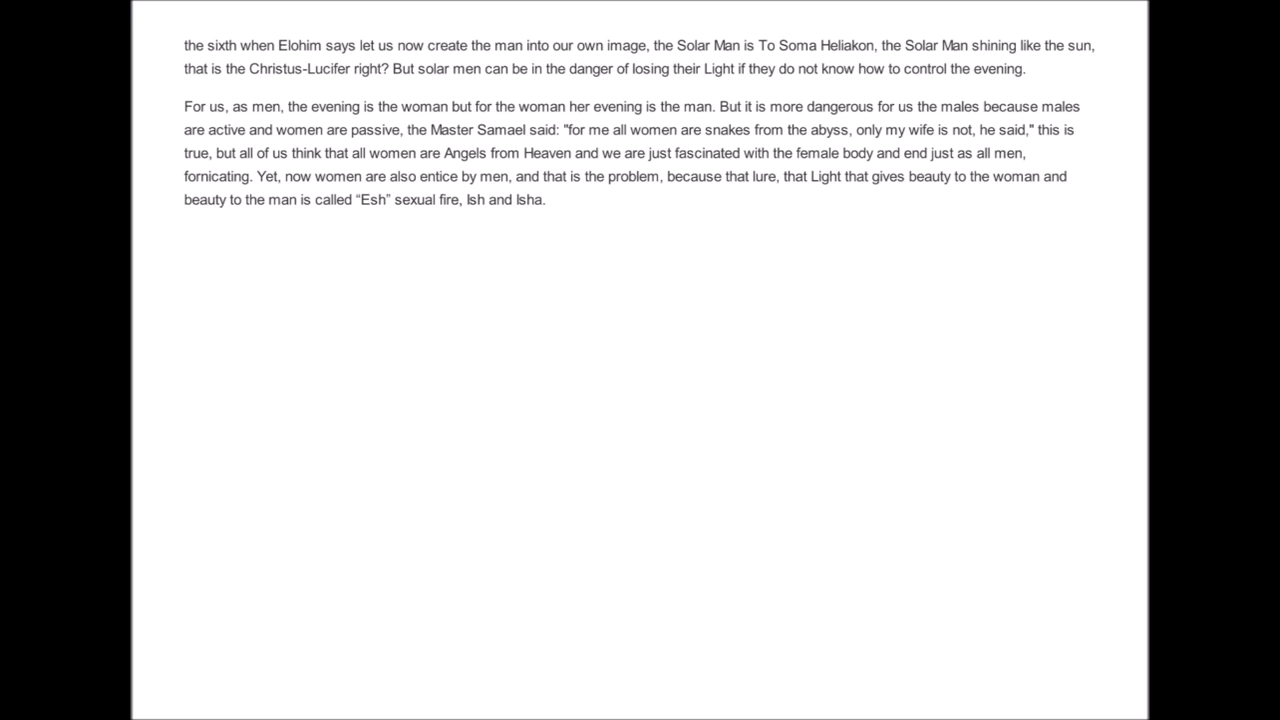 the sixth when Elohim says let us now create the man into our own image, the Solar Man is To Soma Heliakon, the Solar Man shining like the sun,
that is the Christus-Lucifer right? But solar men can be in the danger of losing their Light if they do not know how to control the evening.
For us, as men, the evening is the woman but for the woman her evening is the man. But it is more dangerous for us the males because males
are active and women are passive, the Master Samael said: "for me all women are snakes from the abyss, only my wife is not, he said," this is
true, but all of us think that all women are Angels from Heaven and we are just fascinated with the female body and end just as all men,
fornicating. Yet, now women are also entice by men, and that is the problem, because that lure, that Light that gives beauty to the woman and
beauty to the man is called “Esh” sexual fire, Ish and Isha.